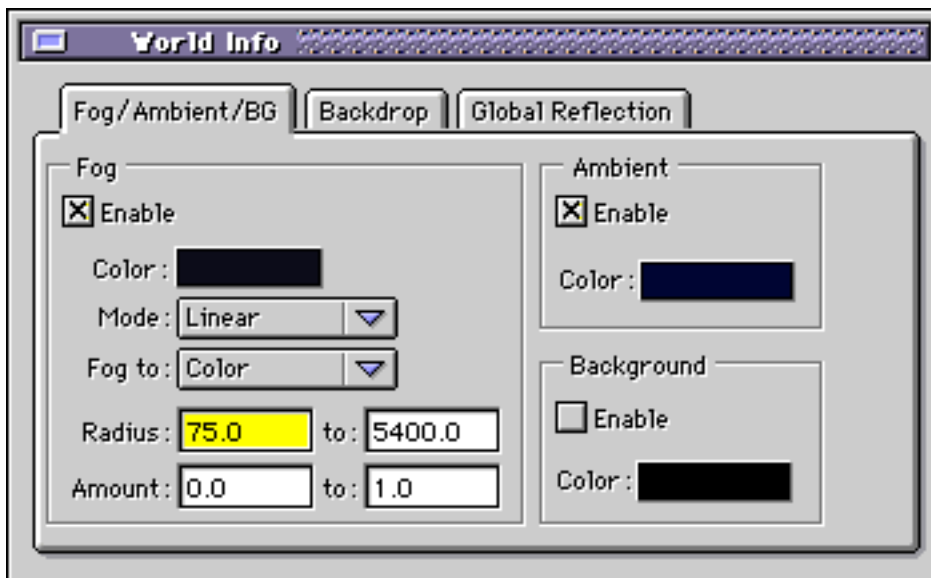 World Info
Fog/Ambient/BG Backdrop Global Reflection
Fog
Enable
Color:
Mode: Linear
Fog to: Color
Radius: 75.0 to: 5400.0
Amount: 0.0 to: 1.0
Ambient
Enable
Color:
Background
Enable
Color: